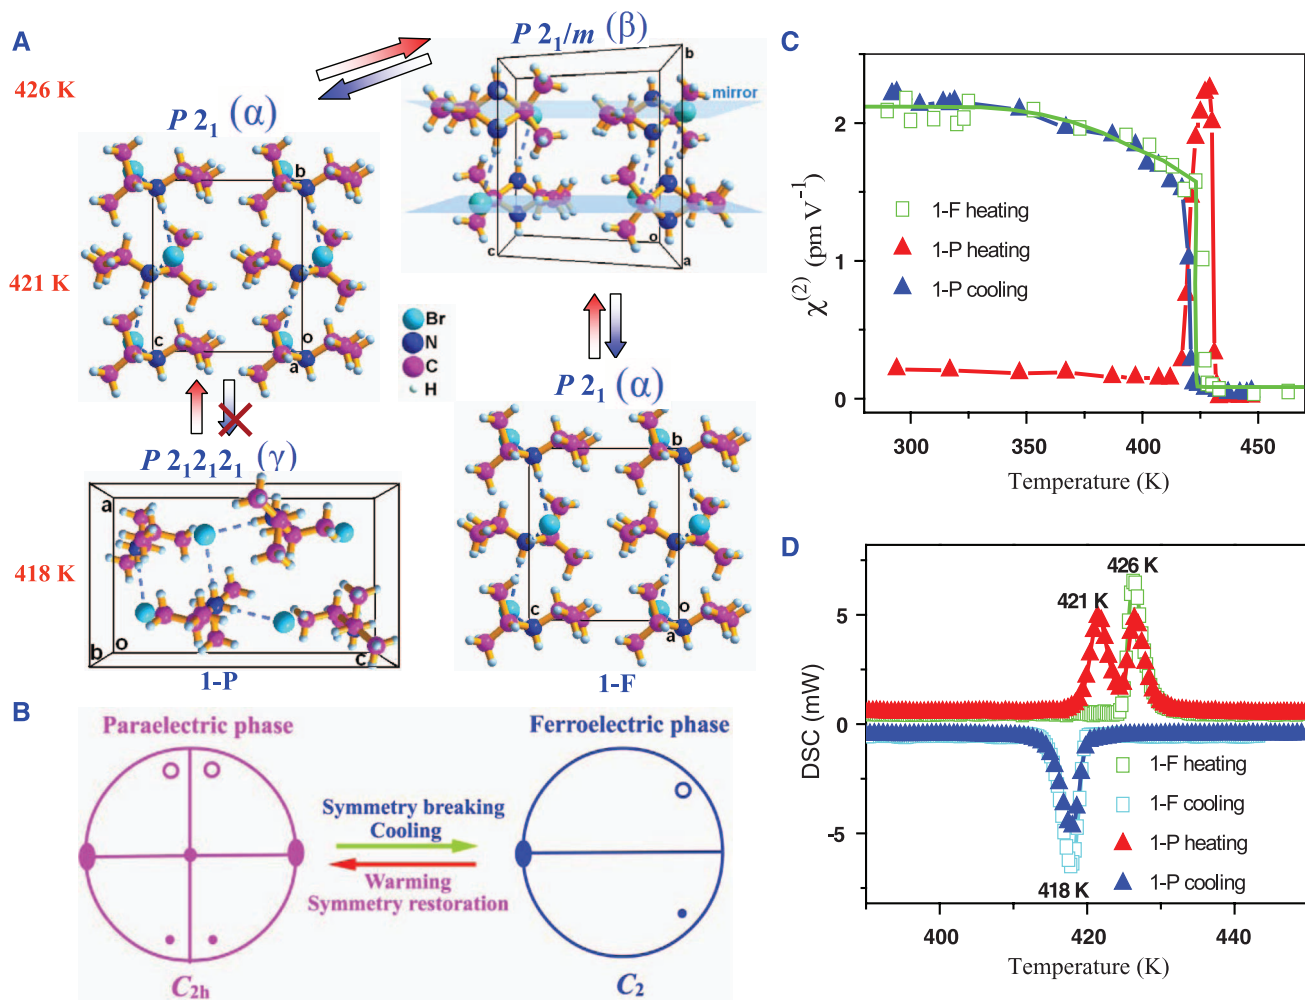 A
426 K
P 2₁ (α)
P 2₁/m (β)
b
mirror
c
o
a
421 K
b
c
o
a
Br
N
C
H
P 2₁2₁2₁ (γ)
P 2₁ (α)
418 K
a
b
o
c
1-P
b
c
o
a
1-F
B
Paraelectric phase
Ferroelectric phase
Symmetry breaking
Cooling
Warming
Symmetry restoration
C₂ₕ
C₂
C
χ⁽²⁾ (pm V⁻¹)
2
1
0
1-F heating
1-P heating
1-P cooling
300
350
400
450
Temperature (K)
D
DSC (mW)
5
0
-5
426 K
421 K
418 K
1-F heating
1-F cooling
1-P heating
1-P cooling
400
420
440
Temperature (K)